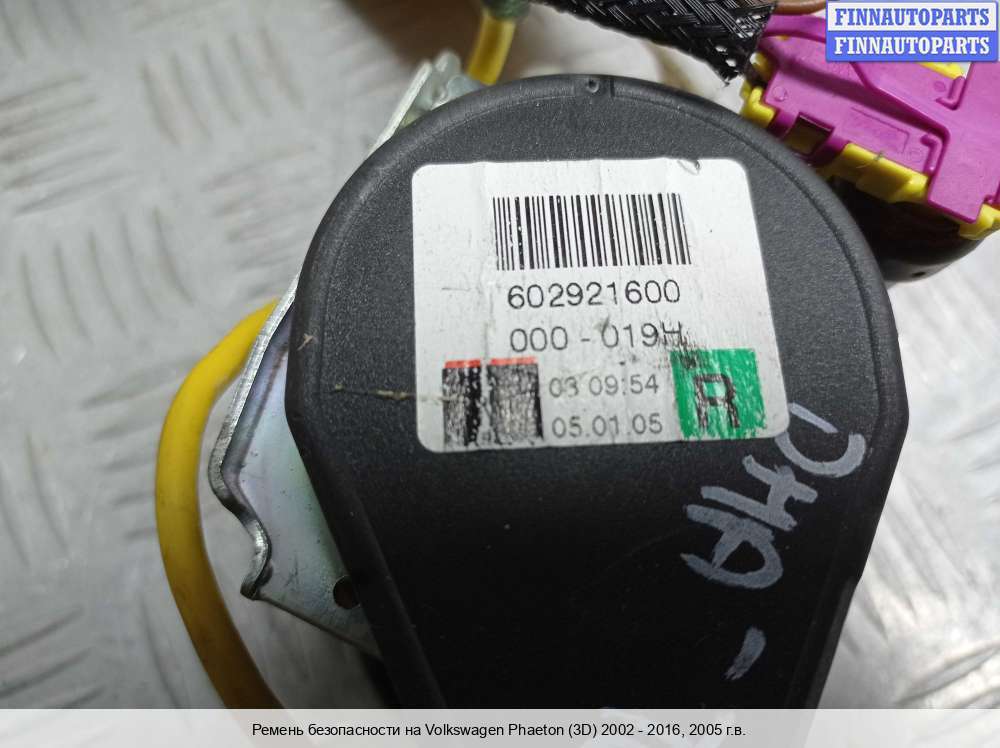 FINNAUTOPARTS
FINNAUTOPARTS
602921600
000 - 019H
03 09:54
05.01.05
R
Ремень безопасности на Volkswagen Phaeton (3D) 2002 - 2016, 2005 г.в.